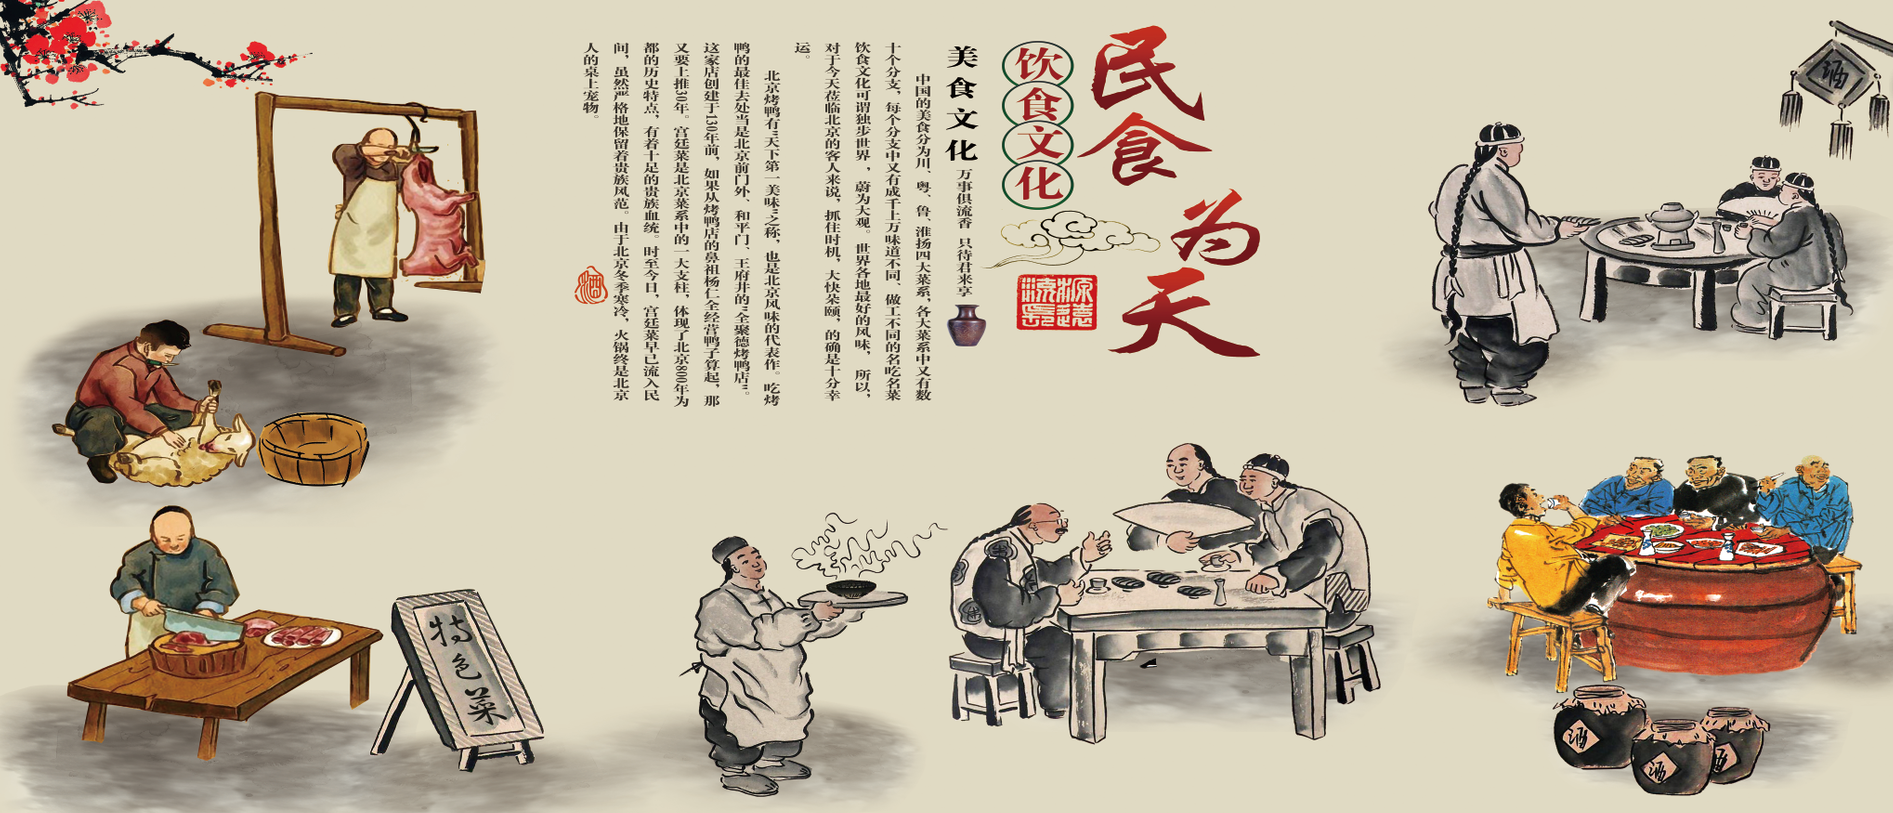 民食为天
饮食文化
源远流长
美食文化
万事俱流香 只待君来享
中国的美食分为川、粤、鲁、淮扬四大菜系,各大菜系中又有数
十个分支,每个分支中又有成千上万味道不同、做工不同的名吃名菜
饮食文化可谓独步世界,蔚为大观。世界各地最好的风味,所以,
对于今天莅临北京的客人来说,抓住时机,大快朵颐,的确是十分幸
运。
北京烤鸭有"天下第一美味"之称,也是北京风味的代表作。吃烤
鸭的最佳去处当是北京前门外、和平门、王府井的"全聚德烤鸭店"。
这家店创建于130年前,如果从烤鸭店的鼻祖杨仁全经营鸭子算起,那
又要上推30年。宫廷菜是北京菜系中的一大支柱,体现了北京800年为
都的历史特点,有着十足的贵族血统。时至今日,宫廷菜早已流入民
间,虽然严格地保留着贵族风范。由于北京冬季寒冷,火锅终是北京
人的桌上宠物。
酒
酒
特色菜
酒
酒
酒